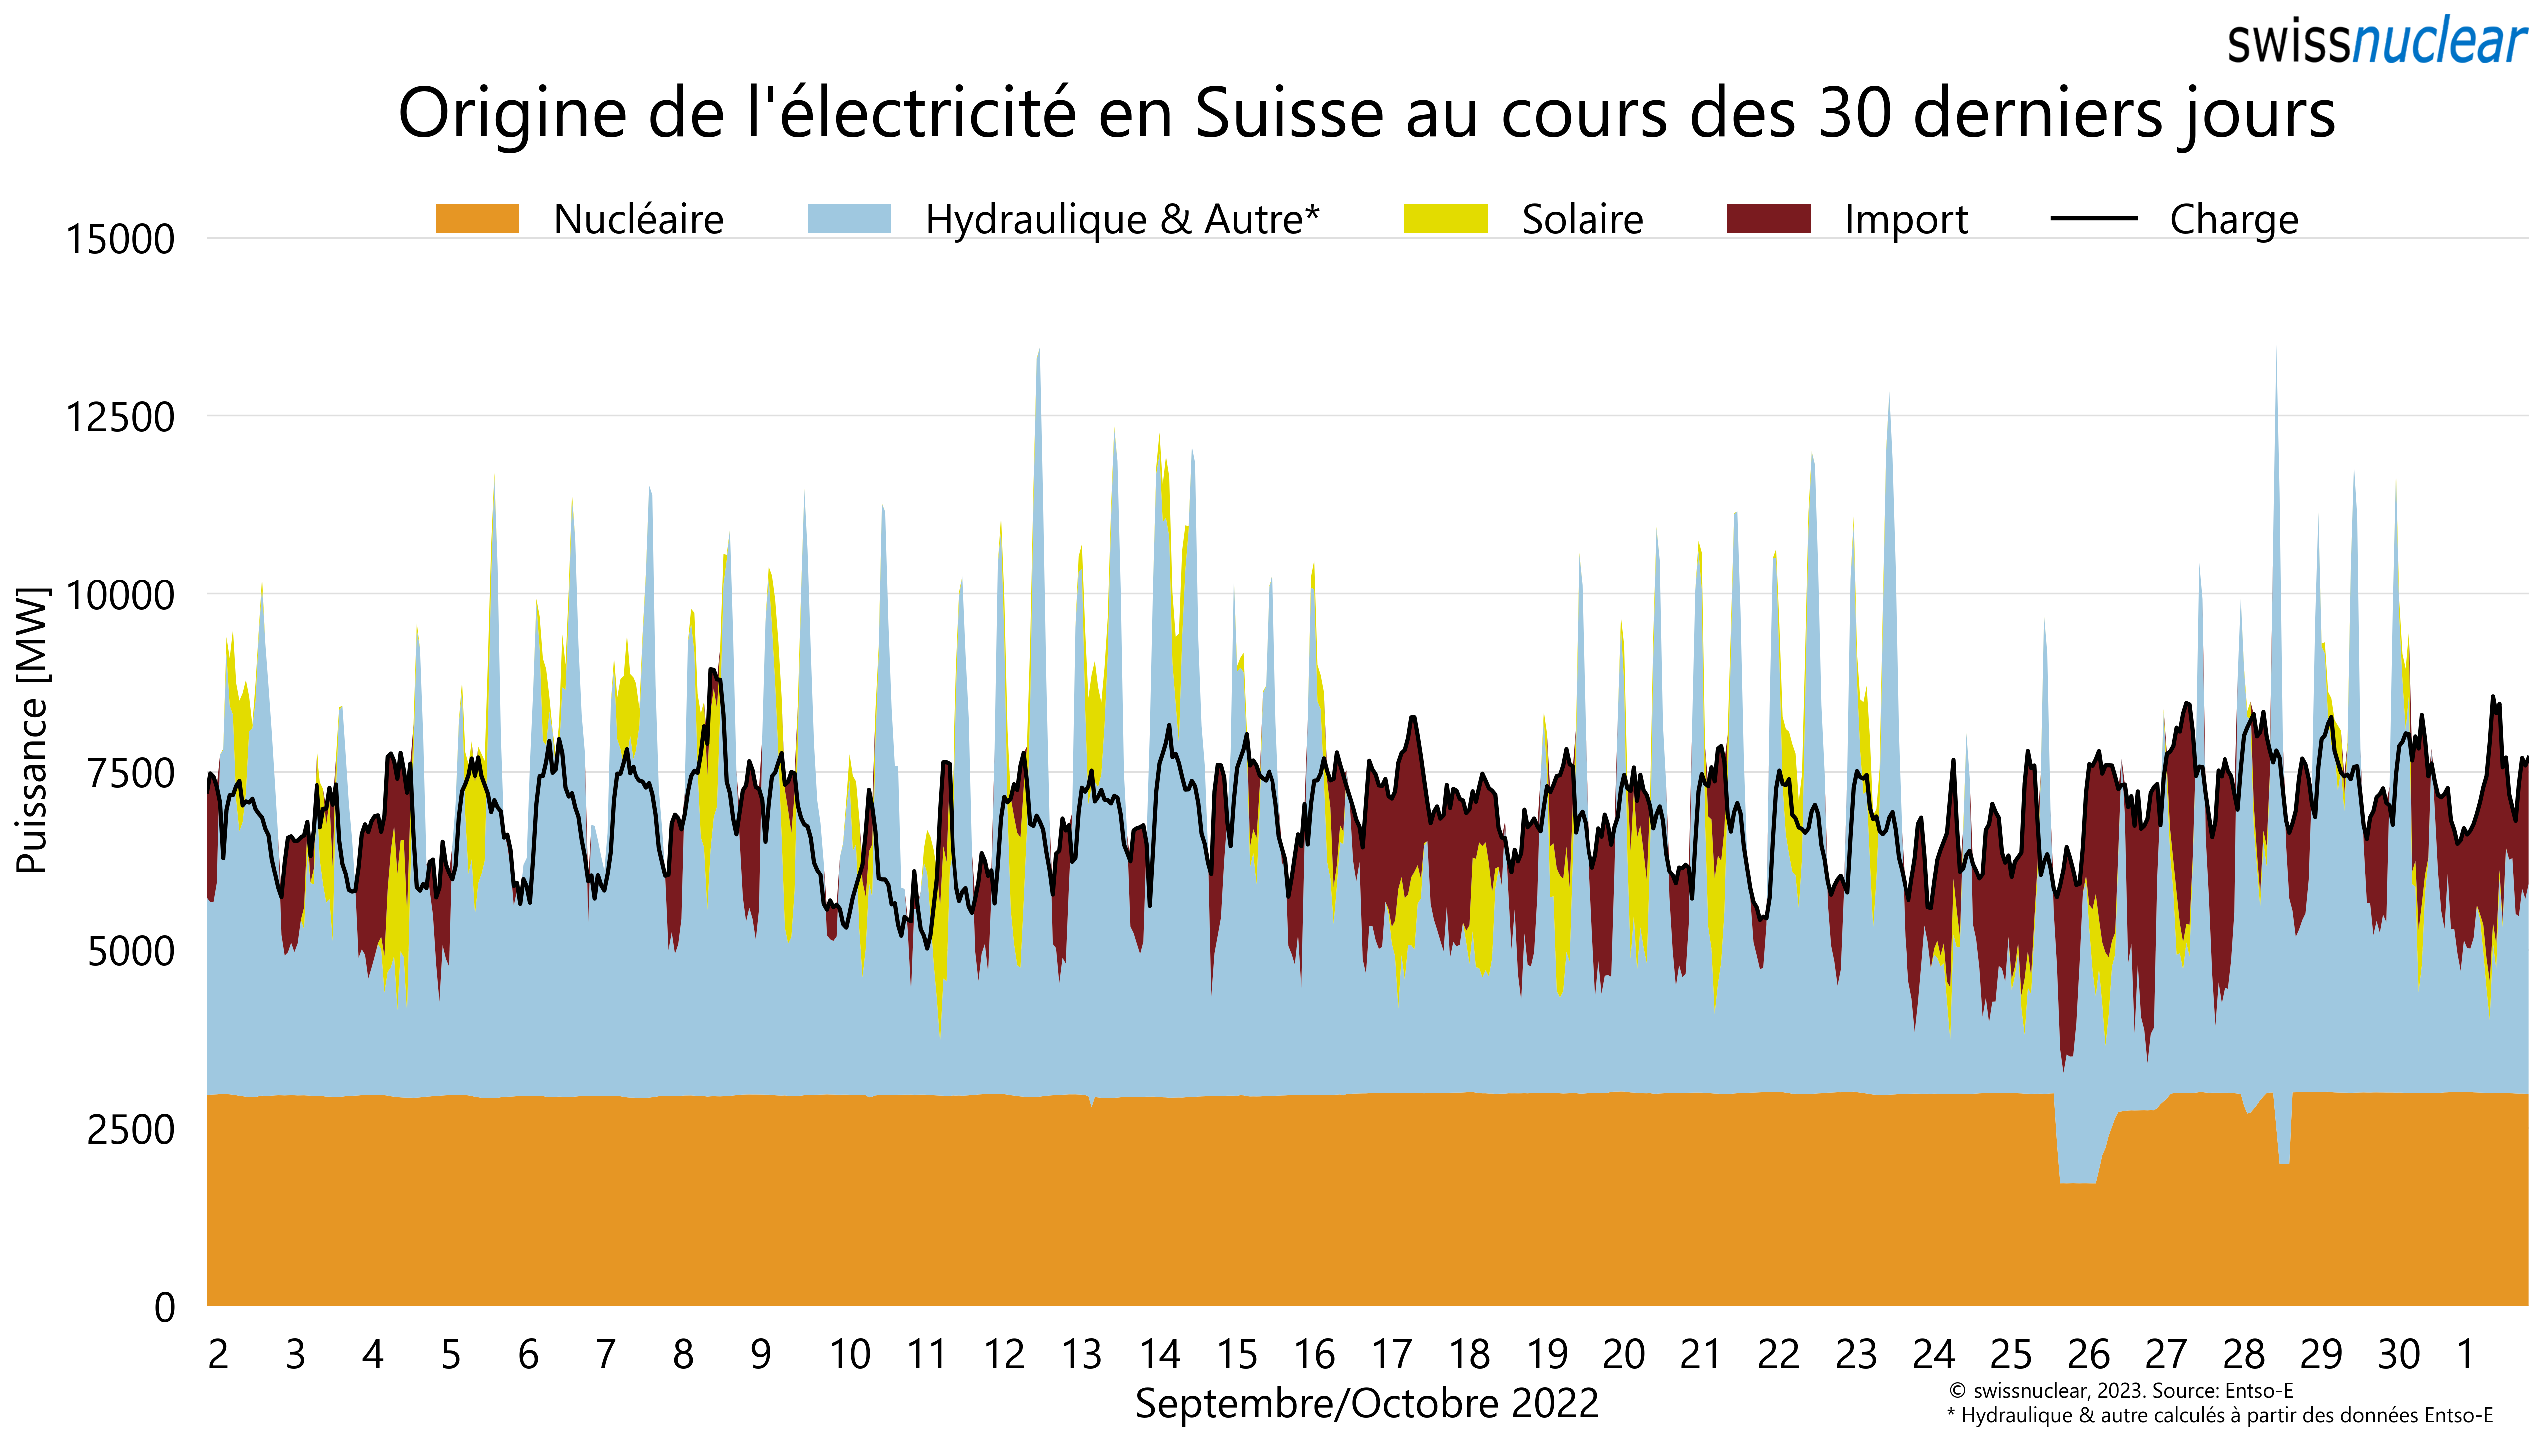 swissnuclear
Origine de l'électricité en Suisse au cours des 30 derniers jours
Nucléaire Hydraulique & Autre* Solaire Import Charge
15000
12500
10000
7500
5000
2500
0
Puissance [MW]
2 3 4 5 6 7 8 9 10 11 12 13 14 15 16 17 18 19 20 21 22 23 24 25 26 27 28 29 30 1
Septembre/Octobre 2022
© swissnuclear, 2023. Source: Entso-E
* Hydraulique & autre calculés à partir des données Entso-E